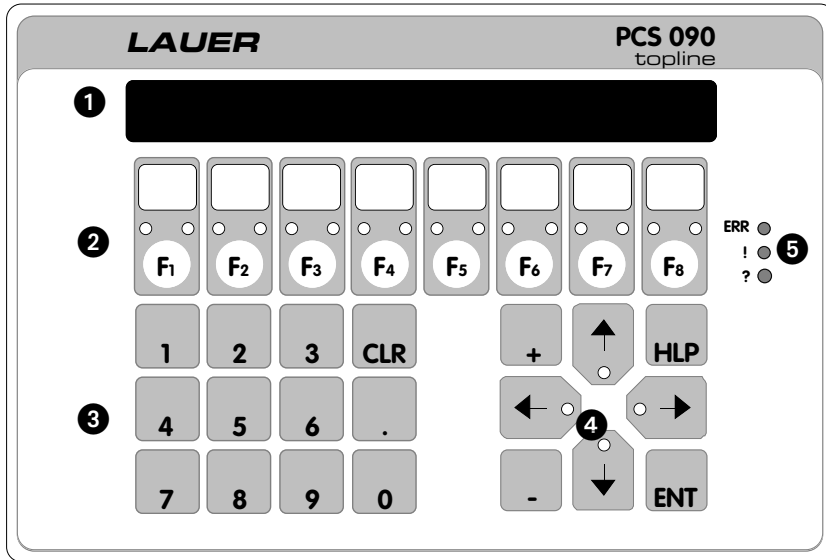 LAUER PCS 090
topline
1
2 F1 F2 F3 F4 F5 F6 F7 F8 ERR
! 5
?
1 2 3 CLR + HLP
3 4 5 6 . 4
7 8 9 0 - ENT